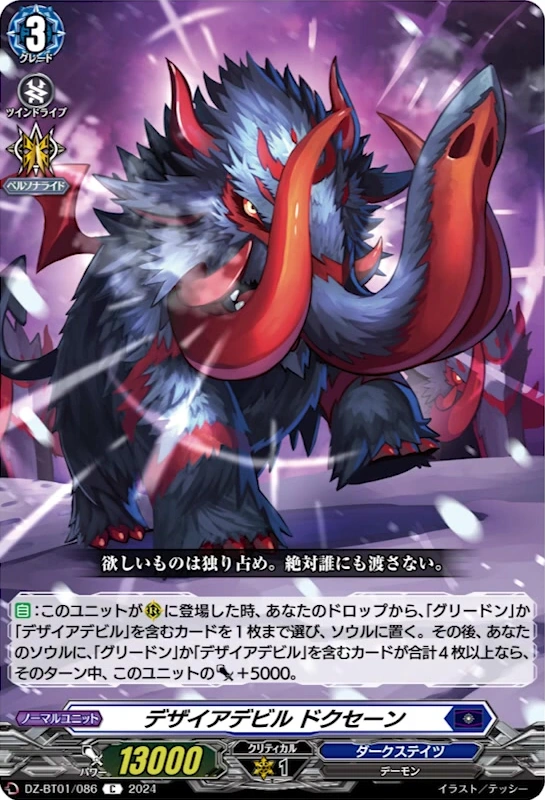 3
グレード
ツインドライブ
ペルソナライド
欲しいものは独り占め。絶対誰にも渡さない。
自:このユニットがRに登場した時、あなたのドロップから、「グリードン」か
「デザイアデビル」を含むカードを1枚まで選び、ソウルに置く。その後、あなた
のソウルに、「グリードン」か「デザイアデビル」を含むカードが合計4枚以上なら、
そのターン中、このユニットの+5000。
ノーマルユニット
デザイアデビル ドクセーン
パワー 13000
クリティカル
1
ダークステイツ
デーモン
DZ-BT01/086 C 2024
イラスト/テッシー